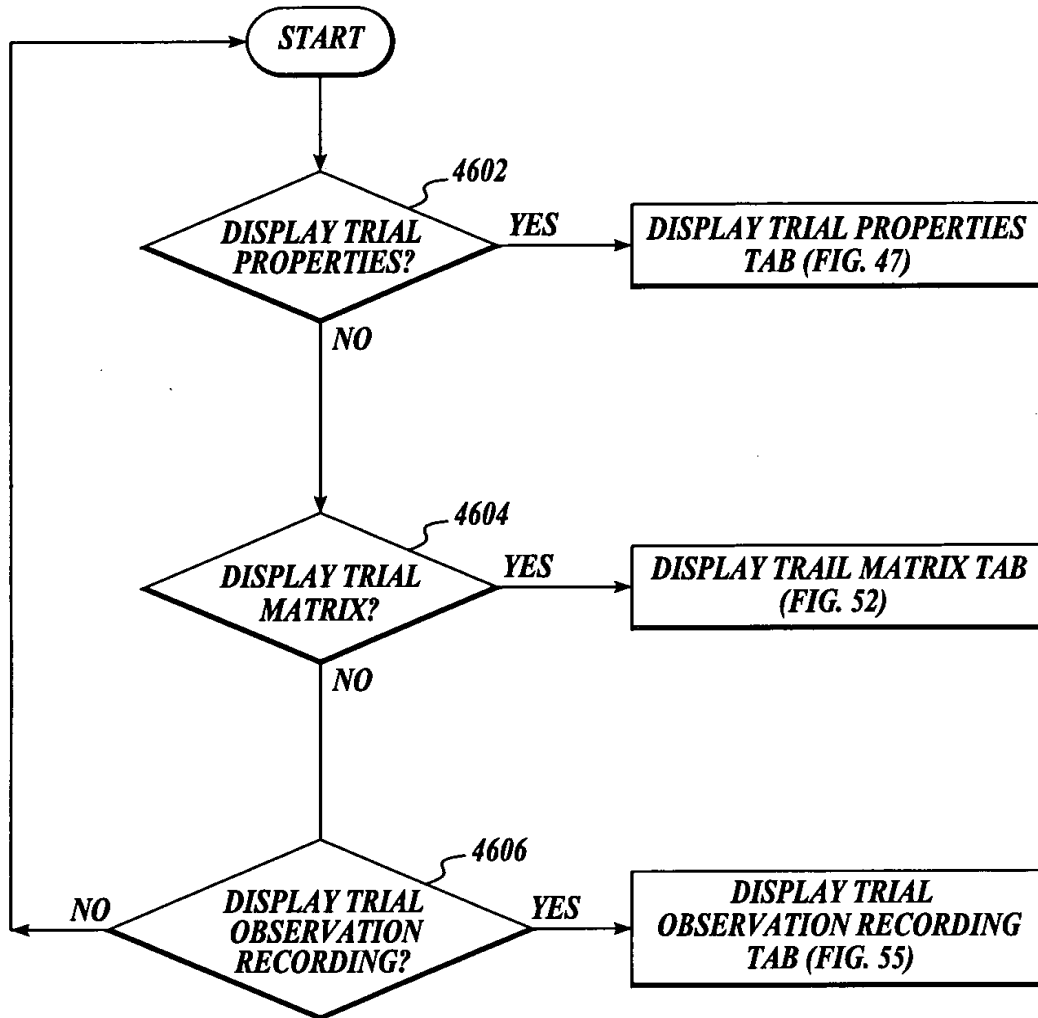 START
4602
DISPLAY TRIAL
PROPERTIES?
YES
DISPLAY TRIAL PROPERTIES
TAB (FIG. 47)
NO
4604
DISPLAY TRIAL
MATRIX?
YES
DISPLAY TRAIL MATRIX TAB
(FIG. 52)
NO
4606
DISPLAY TRIAL
OBSERVATION
RECORDING?
NO
YES
DISPLAY TRIAL
OBSERVATION RECORDING
TAB (FIG. 55)